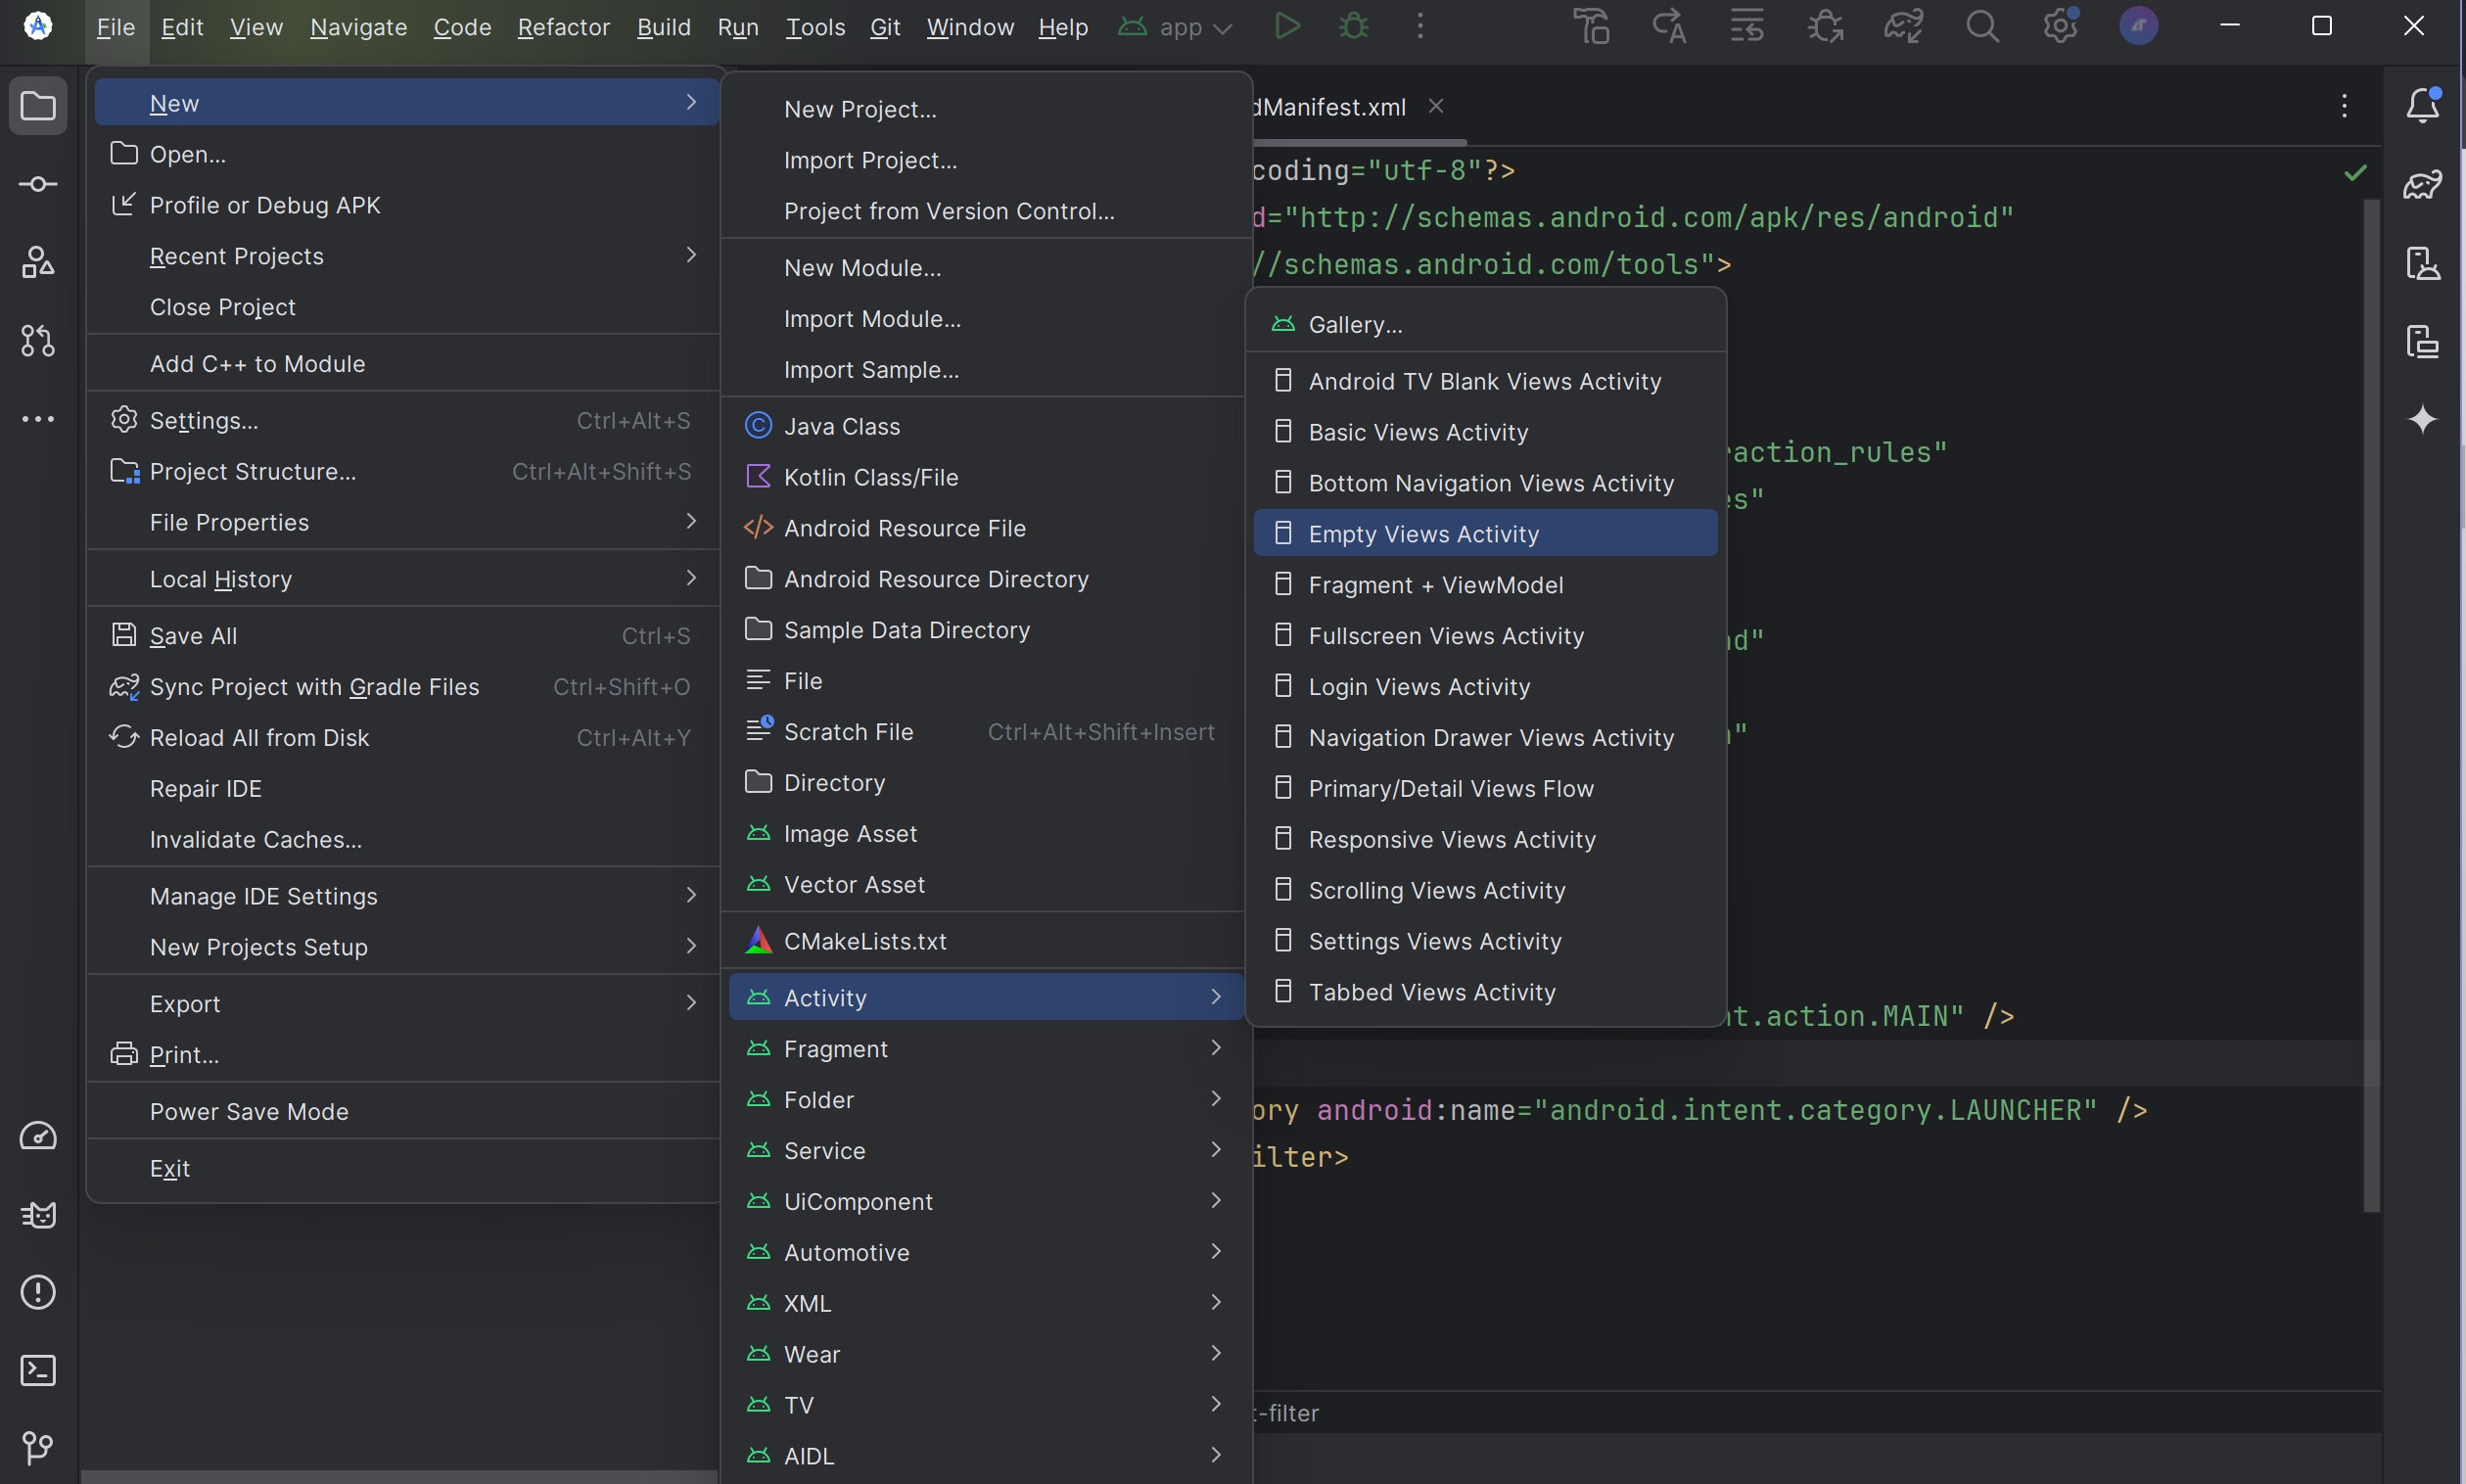 File Edit View Navigate Code Refactor Build Run Tools Git Window Help app
New
Open...
Profile or Debug APK
Recent Projects
Close Project
Add C++ to Module
Settings... Ctrl+Alt+S
Project Structure... Ctrl+Alt+Shift+S
File Properties
Local History
Save All Ctrl+S
Sync Project with Gradle Files Ctrl+Shift+O
Reload All from Disk Ctrl+Alt+Y
Repair IDE
Invalidate Caches...
Manage IDE Settings
New Projects Setup
Export
Print...
Power Save Mode
Exit
New Project...
Import Project...
Project from Version Control...
New Module...
Import Module...
Import Sample...
Java Class
Kotlin Class/File
Android Resource File
Android Resource Directory
Sample Data Directory
File
Scratch File Ctrl+Alt+Shift+Insert
Directory
Image Asset
Vector Asset
CMakeLists.txt
Activity
Fragment
Folder
Service
UiComponent
Automotive
XML
Wear
TV
AIDL
Gallery...
Android TV Blank Views Activity
Basic Views Activity
Bottom Navigation Views Activity
Empty Views Activity
Fragment + ViewModel
Fullscreen Views Activity
Login Views Activity
Navigation Drawer Views Activity
Primary/Detail Views Flow
Responsive Views Activity
Scrolling Views Activity
Settings Views Activity
Tabbed Views Activity
dManifest.xml
coding="utf-8"?>
d="http://schemas.android.com/apk/res/android"
//schemas.android.com/tools">
raction_rules"
es"
nd"
n"
nt.action.MAIN" />
ory android:name="android.intent.category.LAUNCHER" />
ilter>
t-filter